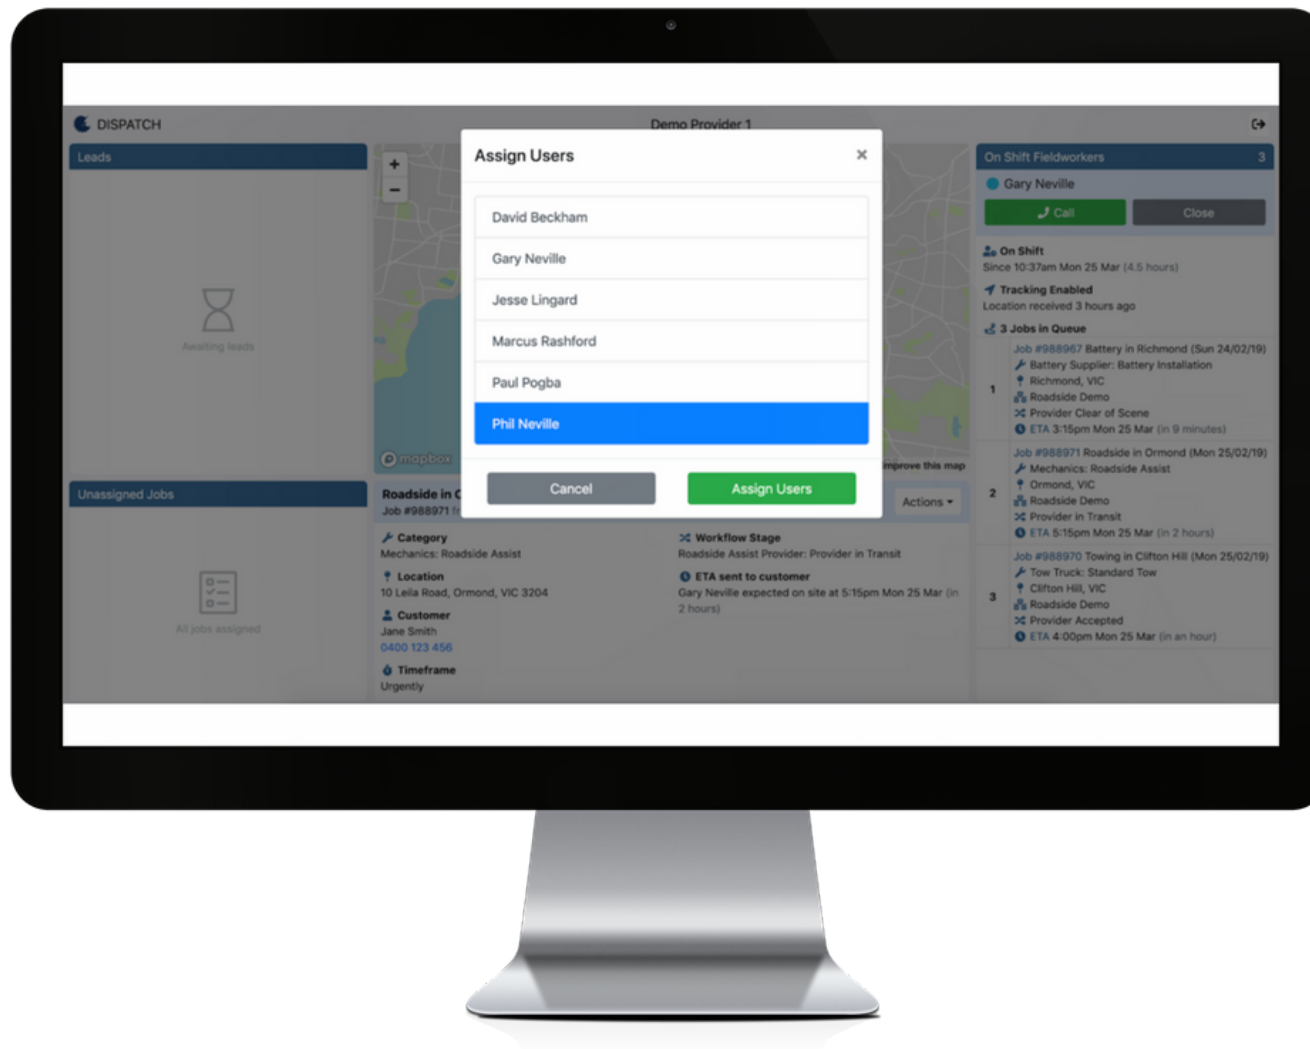 DISPATCH
Demo Provider 1
Leads
Awaiting leads
Unassigned Jobs
All jobs assigned
+
−
mapbox
improve this map
Assign Users
×
David Beckham
Gary Neville
Jesse Lingard
Marcus Rashford
Paul Pogba
Phil Neville
Cancel
Assign Users
Roadside in
Job #988971
Actions
Category
Mechanics: Roadside Assist
Location
10 Leila Road, Ormond, VIC 3204
Customer
Jane Smith
0400 123 456
Timeframe
Urgently
Workflow Stage
Roadside Assist Provider: Provider in Transit
ETA sent to customer
Gary Neville expected on site at 5:15pm Mon 25 Mar (in
2 hours)
On Shift Fieldworkers 3
Gary Neville
Call
Close
On Shift
Since 10:37am Mon 25 Mar (4.5 hours)
Tracking Enabled
Location received 3 hours ago
3 Jobs in Queue
1
Job #988967 Battery in Richmond (Sun 24/02/19)
Battery Supplier: Battery Installation
Richmond, VIC
Roadside Demo
Provider Clear of Scene
ETA 3:15pm Mon 25 Mar (in 9 minutes)
2
Job #988971 Roadside in Ormond (Mon 25/02/19)
Mechanics: Roadside Assist
Ormond, VIC
Roadside Demo
Provider in Transit
ETA 5:15pm Mon 25 Mar (in 2 hours)
3
Job #988970 Towing in Clifton Hill (Mon 25/02/19)
Tow Truck: Standard Tow
Clifton Hill, VIC
Roadside Demo
Provider Accepted
ETA 4:00pm Mon 25 Mar (in an hour)